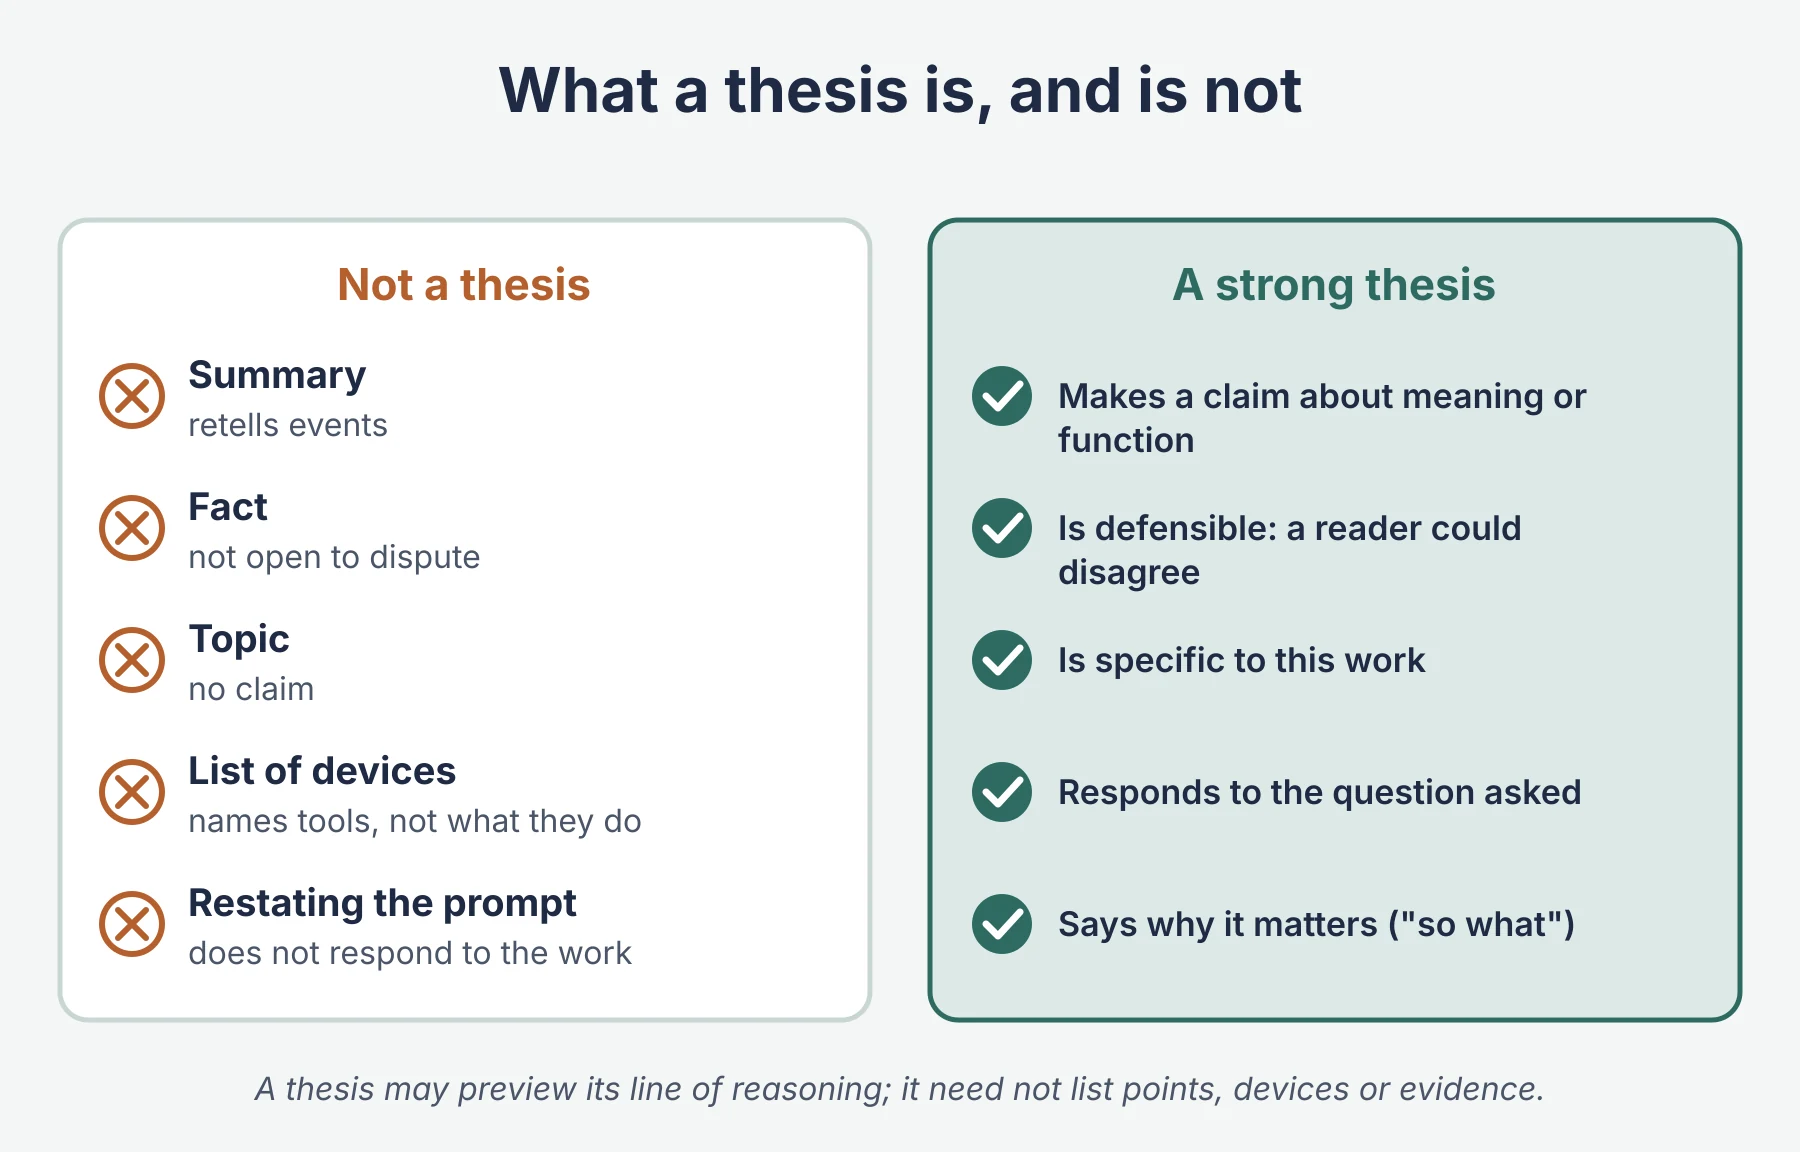 What a thesis is, and is not
Not a thesis
Summary
retells events
Fact
not open to dispute
Topic
no claim
List of devices
names tools, not what they do
Restating the prompt
does not respond to the work
A strong thesis
Makes a claim about meaning or
function
Is defensible: a reader could
disagree
Is specific to this work
Responds to the question asked
Says why it matters ("so what")
A thesis may preview its line of reasoning; it need not list points, devices or evidence.